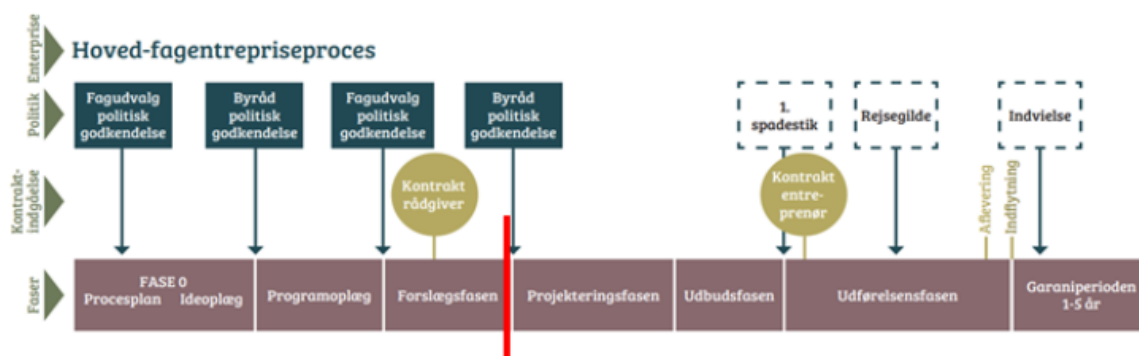 Enterprise
Hoved-fagentrepriseproces
Politik
Fagudvalg
politisk
godkendelse
Byråd
politisk
godkendelse
Fagudvalg
politisk
godkendelse
Byråd
politisk
godkendelse
1.
spadestik
Rejsegilde
Indvielse
Kontrakt-
indgåelse
Kontrakt
rådgiver
Kontrakt
entre-
prenør
Aflevering
Indflytning
Faser
FASE 0
Procesplan Ideoplæg
Programoplæg
Forslægsfasen
Projekteringsfasen
Udbudsfasen
Udførelsensfasen
Garaniperioden
1-5 år